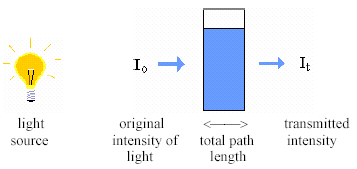 I₀
Iₜ
light
source
original
intensity of
light
total path
length
transmitted
intensity